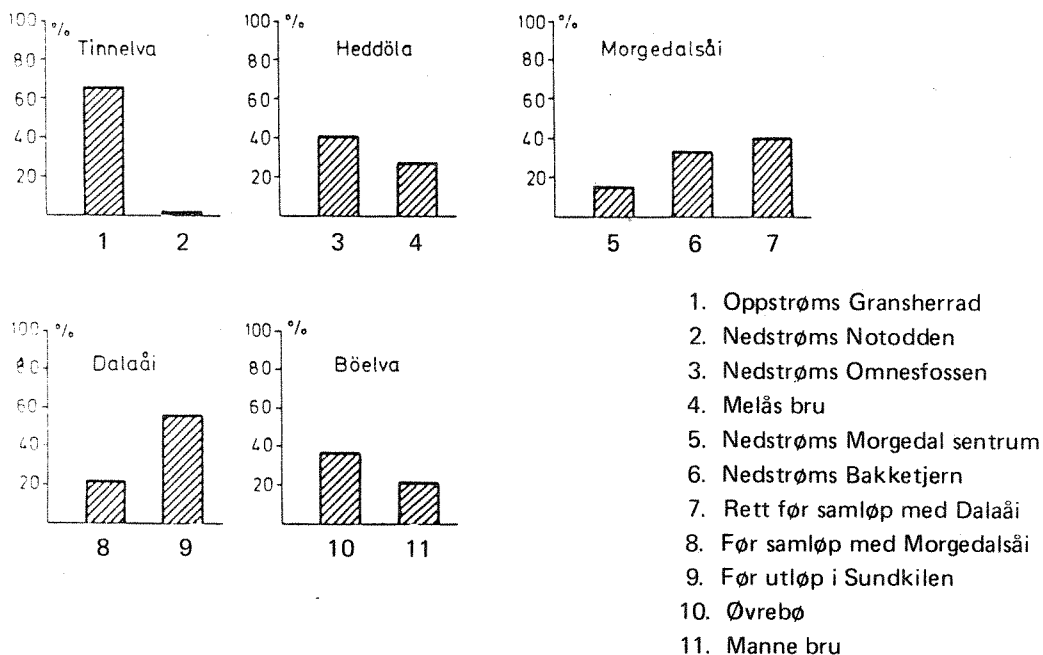 100 %
Tinnelva
80
60
40
20
1 2
100 %
Heddöla
80
60
40
20
3 4
100 %
Morgedalsåi
80
60
40
20
5 6 7
100 %
Dalaåi
80
60
40
20
8 9
100 %
Böelva
80
60
40
20
10 11
1. Oppstrøms Gransherrad
2. Nedstrøms Notodden
3. Nedstrøms Omnesfossen
4. Melås bru
5. Nedstrøms Morgedal sentrum
6. Nedstrøms Bakketjern
7. Rett før samløp med Dalaåi
8. Før samløp med Morgedalsåi
9. Før utløp i Sundkilen
10. Øvrebø
11. Manne bru